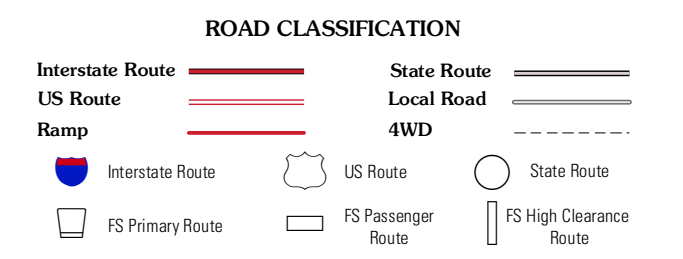 ROAD CLASSIFICATION
Interstate Route
State Route
US Route
Local Road
Ramp
4WD
Interstate Route
US Route
State Route
FS Primary Route
FS Passenger
Route
FS High Clearance
Route